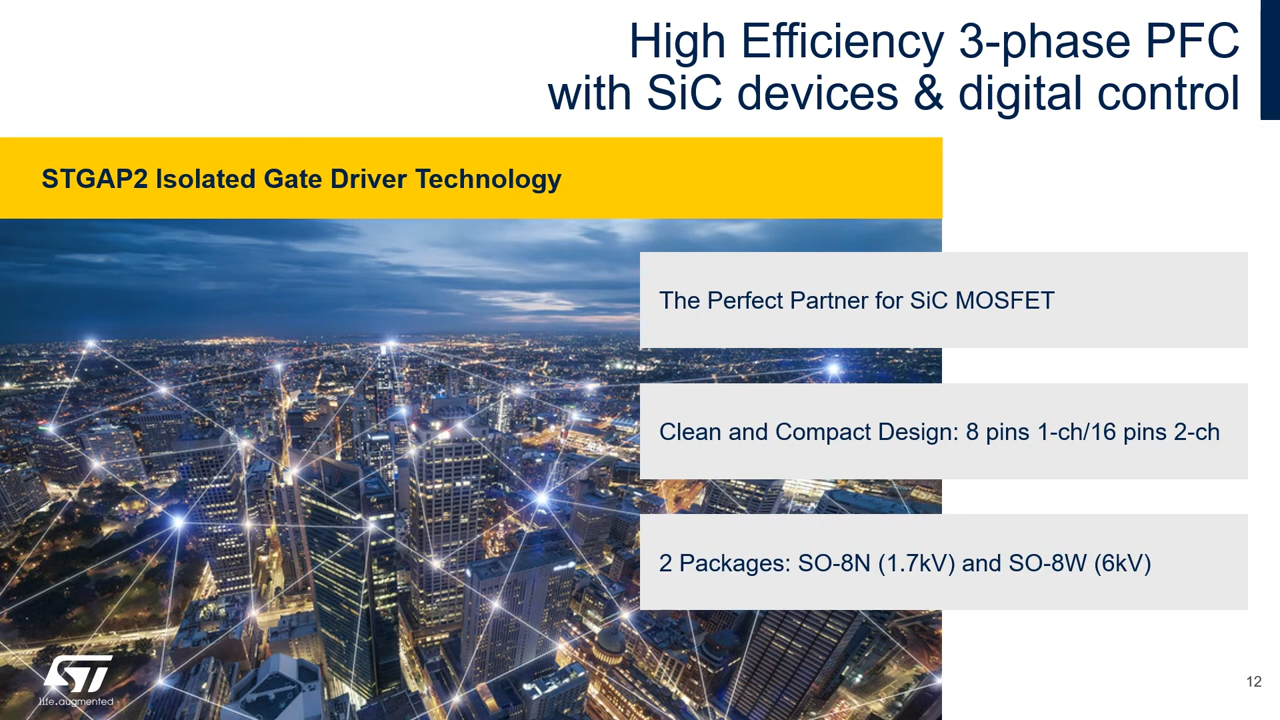 High Efficiency 3-phase PFC
with SiC devices & digital control
STGAP2 Isolated Gate Driver Technology
The Perfect Partner for SiC MOSFET
Clean and Compact Design: 8 pins 1-ch/16 pins 2-ch
2 Packages: SO-8N (1.7kV) and SO-8W (6kV)
ST
life.augmented
12